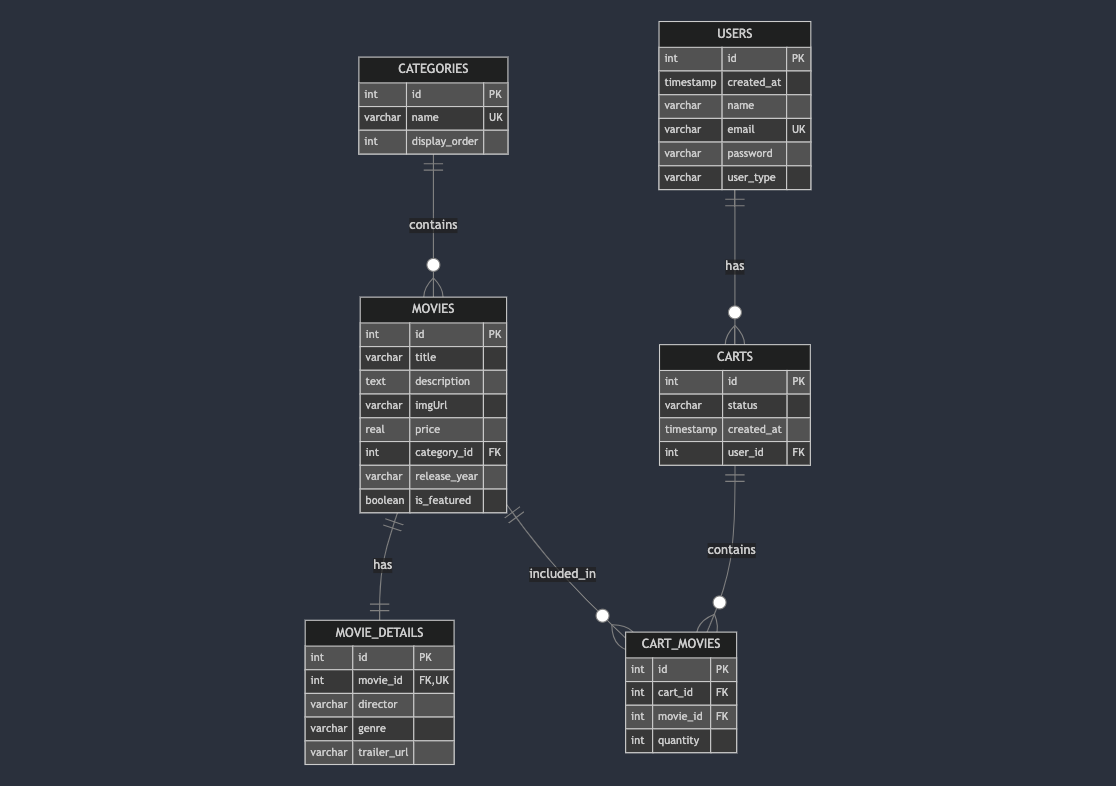 USERS
int id PK
timestamp created_at
varchar name
varchar email UK
varchar password
varchar user_type
CATEGORIES
int id PK
varchar name UK
int display_order
contains
has
MOVIES
int id PK
varchar title
text description
varchar imgUrl
real price
int category_id FK
varchar release_year
boolean is_featured
CARTS
int id PK
varchar status
timestamp created_at
int user_id FK
has
included_in
contains
MOVIE_DETAILS
int id PK
int movie_id FK,UK
varchar director
varchar genre
varchar trailer_url
CART_MOVIES
int id PK
int cart_id FK
int movie_id FK
int quantity